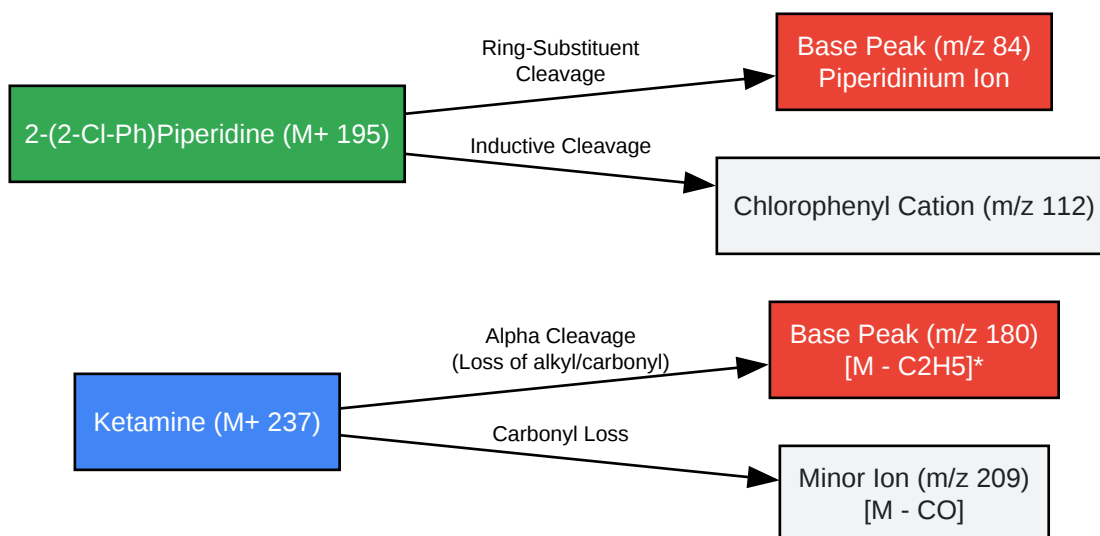 Ring-Substituent
Cleavage
Base Peak (m/z 84)
Piperidinium Ion
2-(2-Cl-Ph)Piperidine (M+ 195)
Inductive Cleavage
Chlorophenyl Cation (m/z 112)
Alpha Cleavage
(Loss of alkyl/carbonyl)
Base Peak (m/z 180)
[M - C2H5]*
Ketamine (M+ 237)
Carbonyl Loss
Minor Ion (m/z 209)
[M - CO]